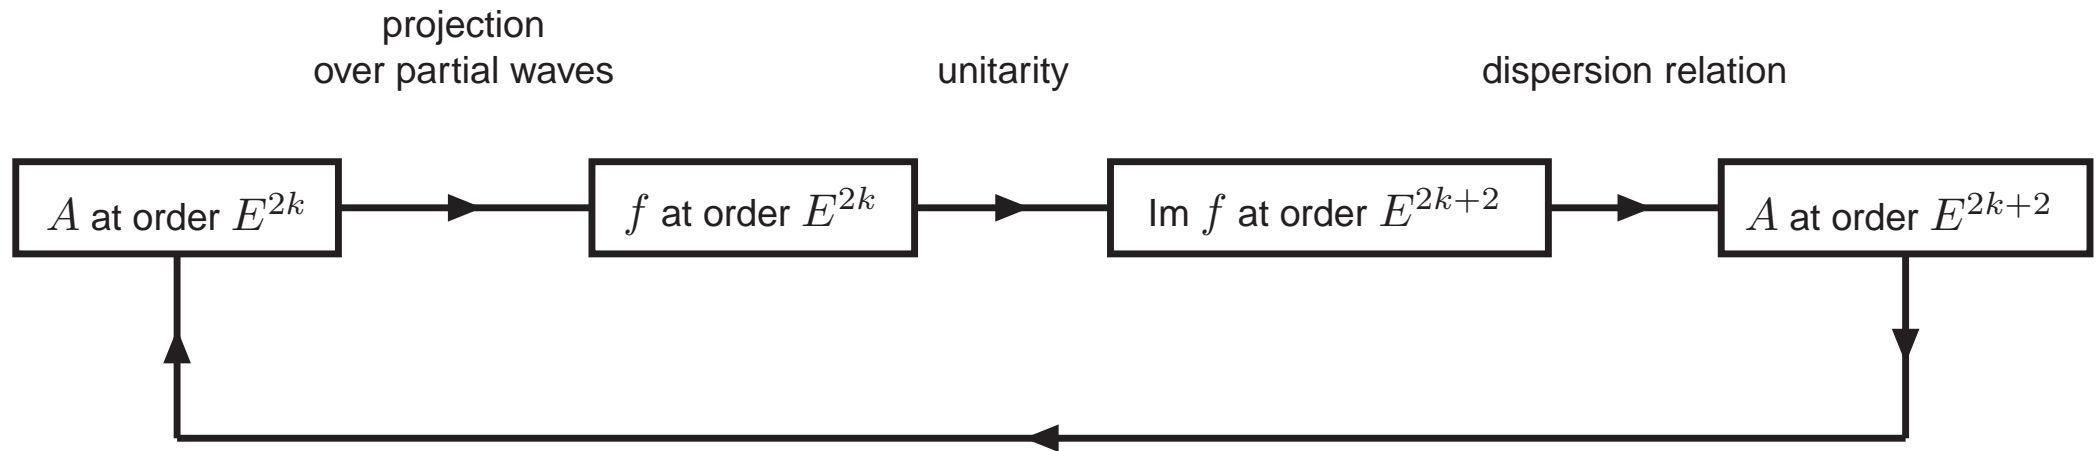 projection
over partial waves
unitarity
dispersion relation
A at order E^{2k}
f at order E^{2k}
Im f at order E^{2k+2}
A at order E^{2k+2}